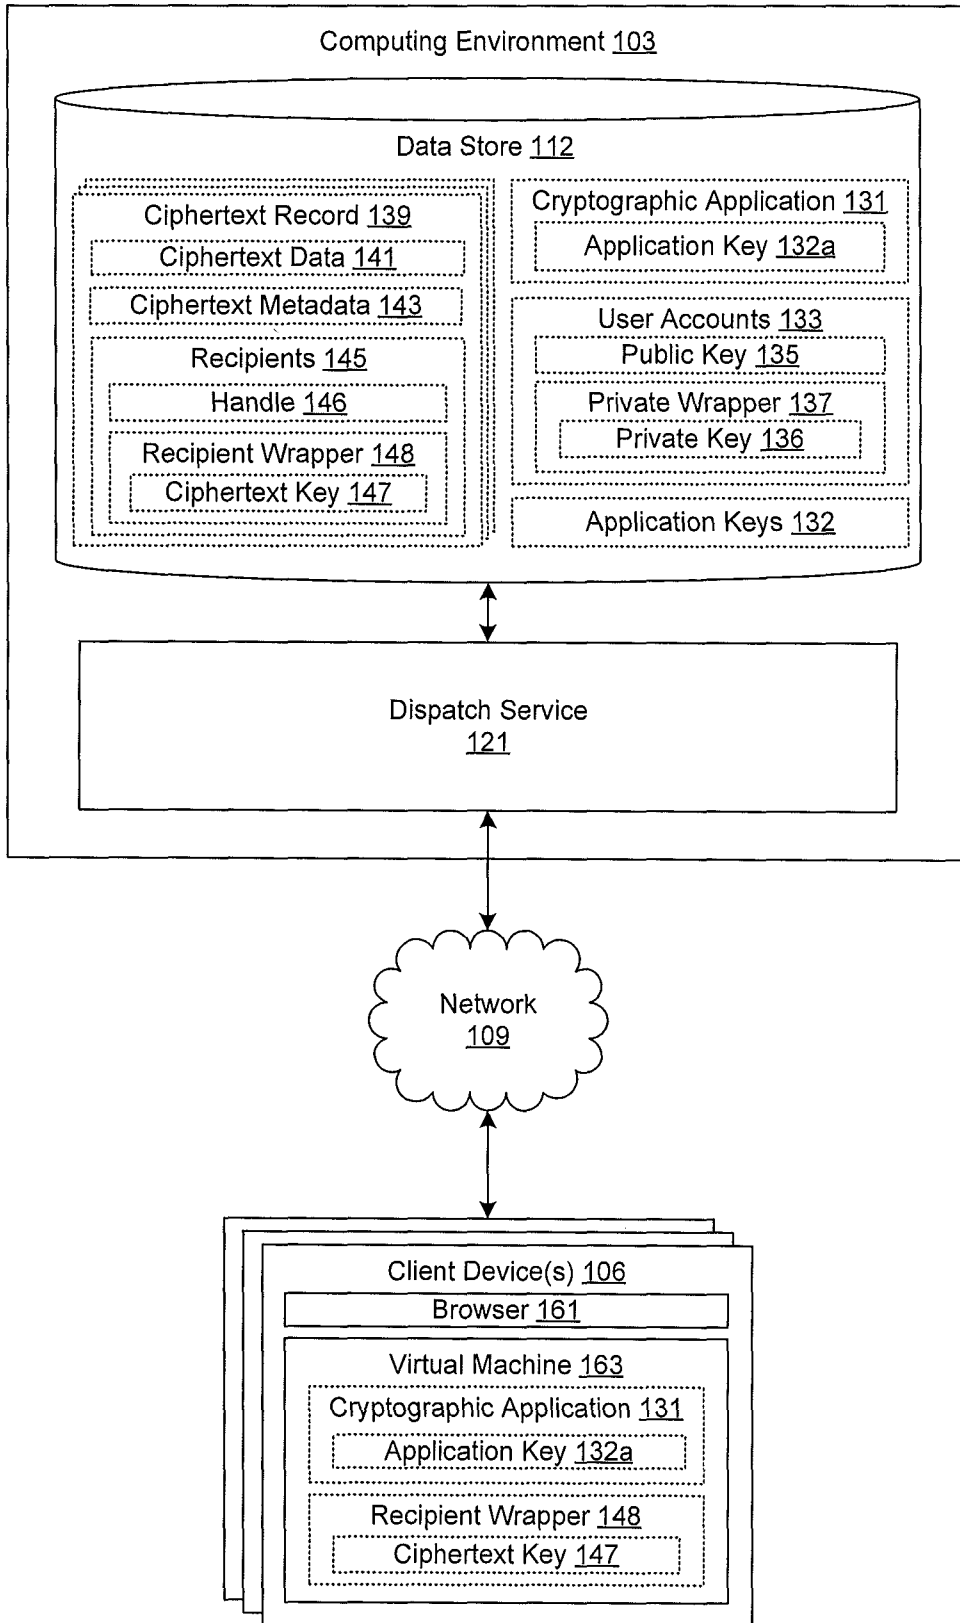 Computing Environment 103
Data Store 112
Ciphertext Record 139
Ciphertext Data 141
Ciphertext Metadata 143
Recipients 145
Handle 146
Recipient Wrapper 148
Ciphertext Key 147
Cryptographic Application 131
Application Key 132a
User Accounts 133
Public Key 135
Private Wrapper 137
Private Key 136
Application Keys 132
Dispatch Service
121
Network
109
Client Device(s) 106
Browser 161
Virtual Machine 163
Cryptographic Application 131
Application Key 132a
Recipient Wrapper 148
Ciphertext Key 147